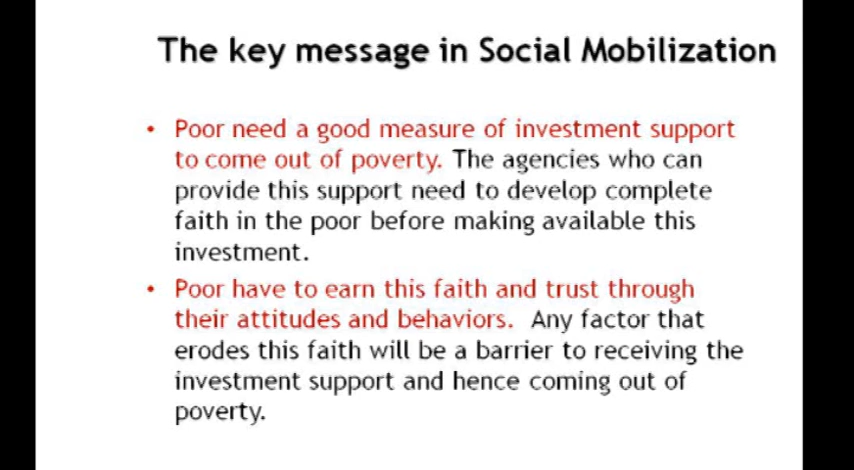 The key message in Social Mobilization
• Poor need a good measure of investment support
to come out of poverty. The agencies who can
provide this support need to develop complete
faith in the poor before making available this
investment.
• Poor have to earn this faith and trust through
their attitudes and behaviors. Any factor that
erodes this faith will be a barrier to receiving the
investment support and hence coming out of
poverty.